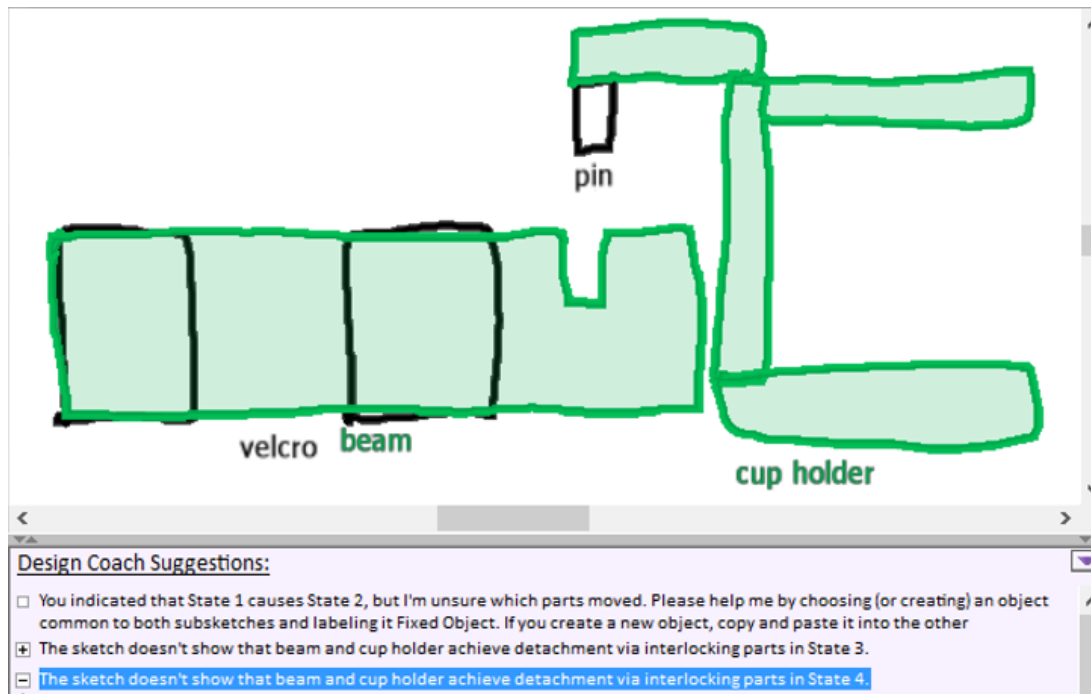 pin
velcro
beam
cup holder
Design Coach Suggestions:
You indicated that State 1 causes State 2, but I'm unsure which parts moved. Please help me by choosing (or creating) an object
common to both subsketches and labeling it Fixed Object. If you create a new object, copy and paste it into the other
The sketch doesn't show that beam and cup holder achieve detachment via interlocking parts in State 3.
The sketch doesn't show that beam and cup holder achieve detachment via interlocking parts in State 4.